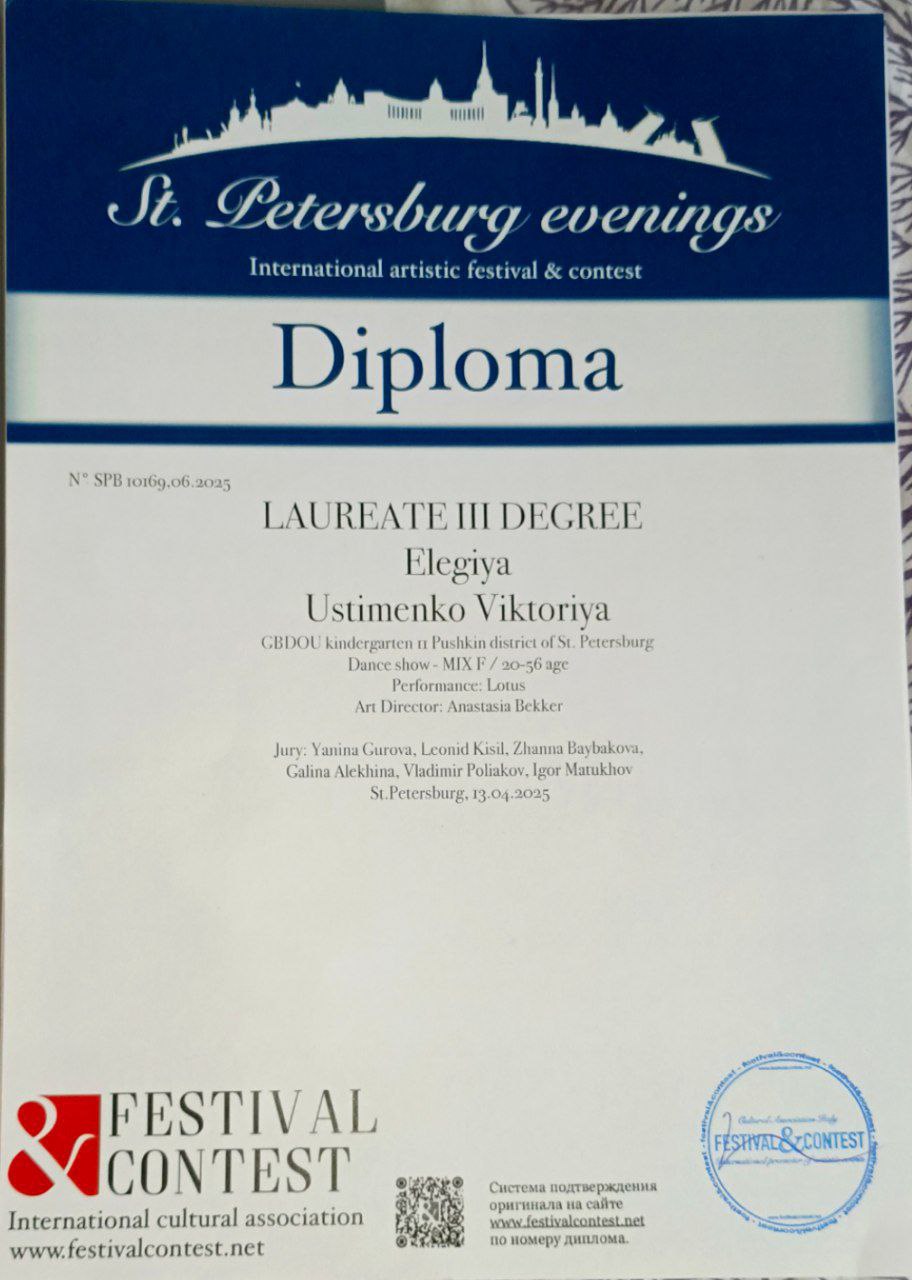 St. Petersburg evenings
International artistic festival & contest
Diploma
N° SPB 10169,06.2025
LAUREATE III DEGREE
Elegiya
Ustimenko Viktoriya
GBDOU kindergarten 11 Pushkin district of St. Petersburg
Dance show - MIX F / 20-56 age
Performance: Lotus
Art Director: Anastasia Bekker
Jury: Yanina Gurova, Leonid Kisil, Zhanna Baybakova,
Galina Alekhina, Vladimir Poliakov, Igor Matukhov
St.Petersburg, 13.04.2025
& FESTIVAL
CONTEST
International cultural association
www.festivalcontest.net
Система подтверждения
оригинала на сайте
www.festivalcontest.net
по номеру диплома.
Cultural Association Italy
FESTIVAL & CONTEST